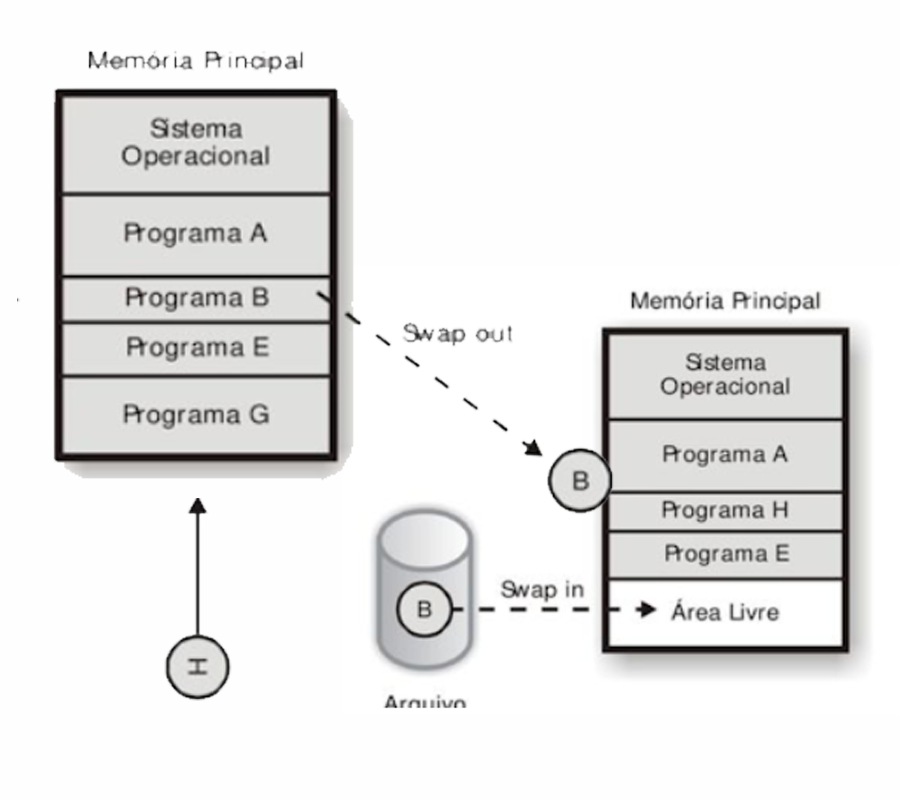 Memória Principal
Sistema
Operacional
Programa A
Programa B
Programa E
Programa G
Swap out
H
Memória Principal
Sistema
Operacional
Programa A
Programa H
Programa E
Área Livre
B
B
Swap in
Arquivo